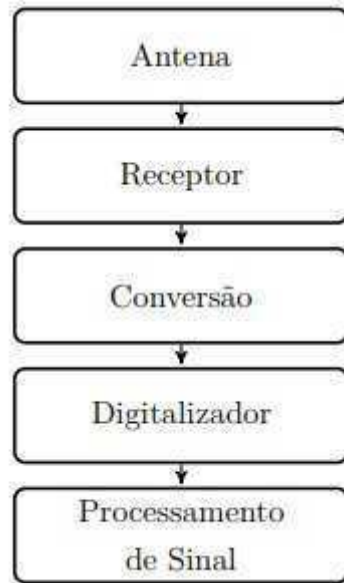 Antena
Receptor
Conversão
Digitalizador
Processamento
de Sinal